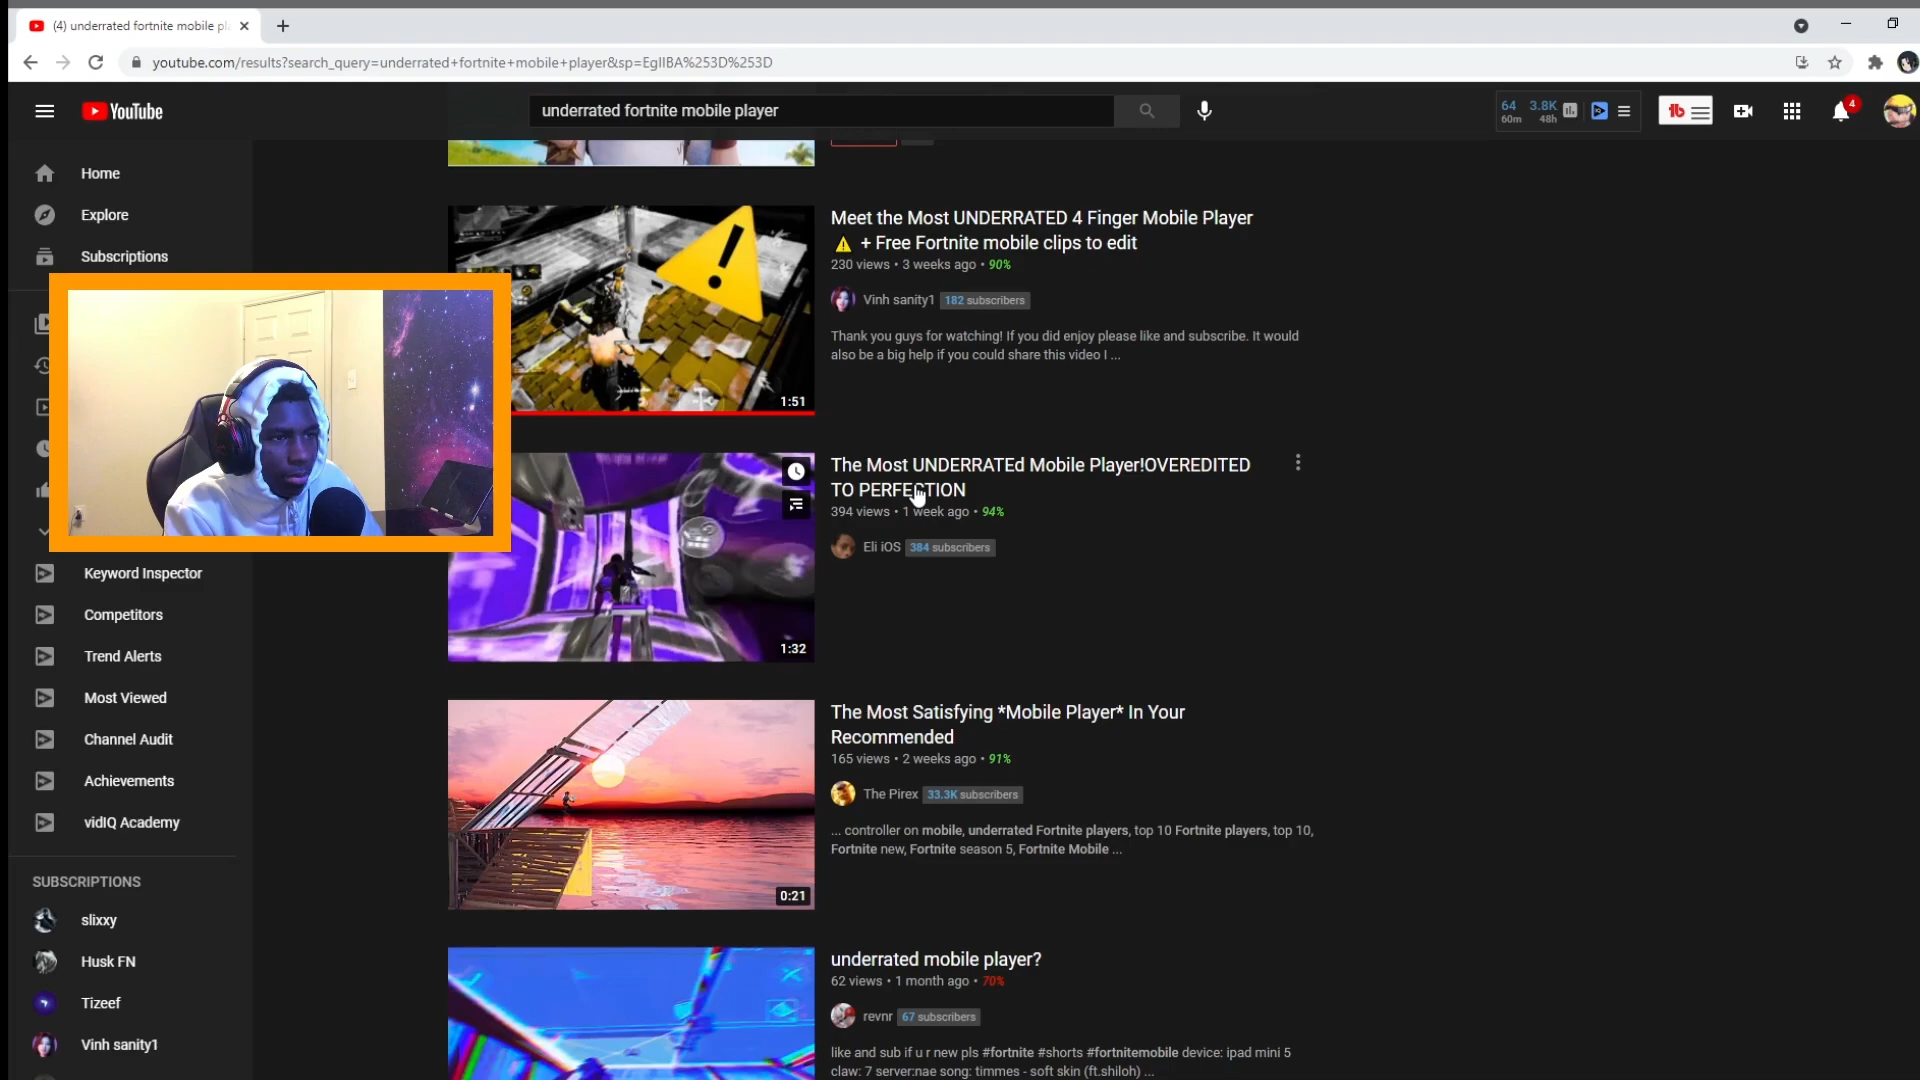 (4) underrated fortnite mobile pl
youtube.com/results?search_query=underrated+fortnite+mobile+player&sp=EgIIBA%253D%253D
YouTube
underrated fortnite mobile player
64 3.8K
60m 48h
4
Home
Explore
Subscriptions
Keyword Inspector
Competitors
Trend Alerts
Most Viewed
Channel Audit
Achievements
vidIQ Academy
SUBSCRIPTIONS
slixxy
Husk FN
Tizeef
Vinh sanity1
Meet the Most UNDERRATED 4 Finger Mobile Player
⚠ + Free Fortnite mobile clips to edit
230 views • 3 weeks ago • 90%
Vinh sanity1 182 subscribers
Thank you guys for watching! If you did enjoy please like and subscribe. It would
also be a big help if you could share this video I ...
1:51
The Most UNDERRATEd Mobile Player!OVEREDITED
TO PERFECTION
394 views • 1 week ago • 94%
Eli iOS 384 subscribers
1:32
The Most Satisfying *Mobile Player* In Your
Recommended
165 views • 2 weeks ago • 91%
The Pirex 33.3K subscribers
... controller on mobile, underrated Fortnite players, top 10 Fortnite players, top 10,
Fortnite new, Fortnite season 5, Fortnite Mobile ...
0:21
underrated mobile player?
62 views • 1 month ago • 70%
revnr 67 subscribers
like and sub if u r new pls #fortnite #shorts #fortnitemobile device: ipad mini 5
claw: 7 server:nae song: timmes - soft skin (ft.shiloh) ...